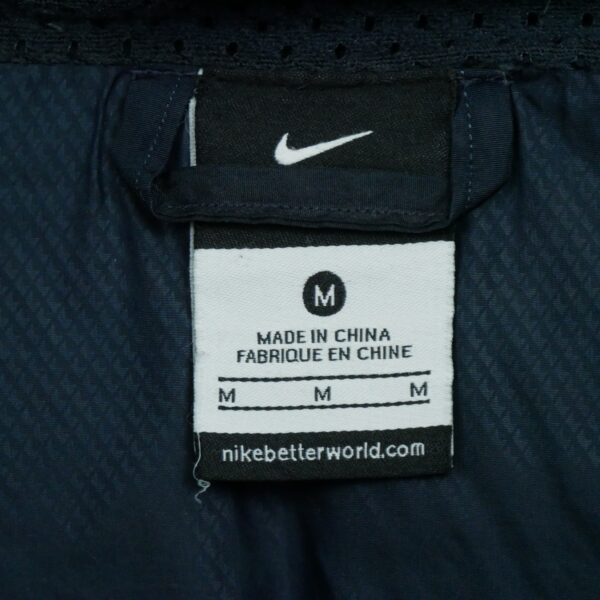 M
MADE IN CHINA
FABRIQUE EN CHINE
M M M
nikebetterworld.com